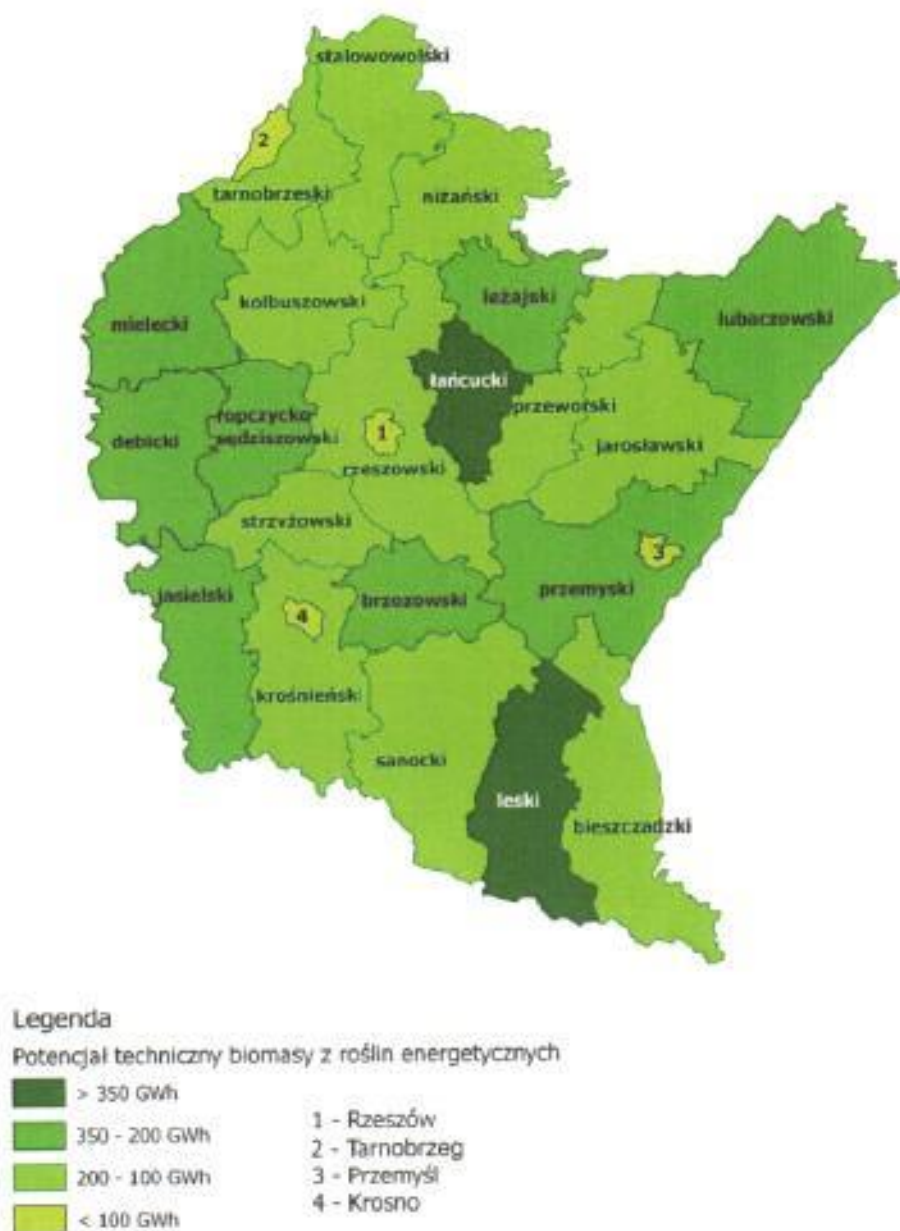 stalowowolski
2
tarnobrzeski
niżański
leżajski
kolbuszowski
lubaczowski
mielecki
łańcucki
przeworski
ropczycko
dębicki
sędziszowski
1
jarosławski
rzeszowski
strzyżowski
3
jasielski
brzozowski
przemyski
4
krośnieński
sanocki
leski
bieszczadzki
Legenda
Potencjał techniczny biomasy z roślin energetycznych
> 350 GWh
350 - 200 GWh
200 - 100 GWh
< 100 GWh
1 - Rzeszów
2 - Tarnobrzeg
3 - Przemyśl
4 - Krosno